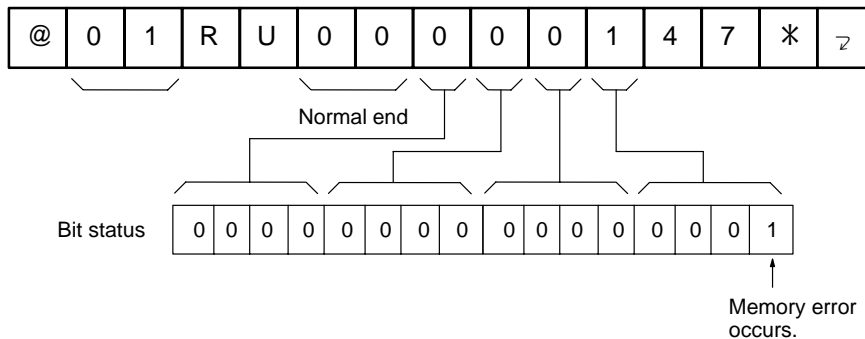 @ 0 1 R U 0 0 0 0 0 1 4 7 * ↵
Normal end
Bit status 0 0 0 0 0 0 0 0 0 0 0 0 0 0 0 1
Memory error
occurs.